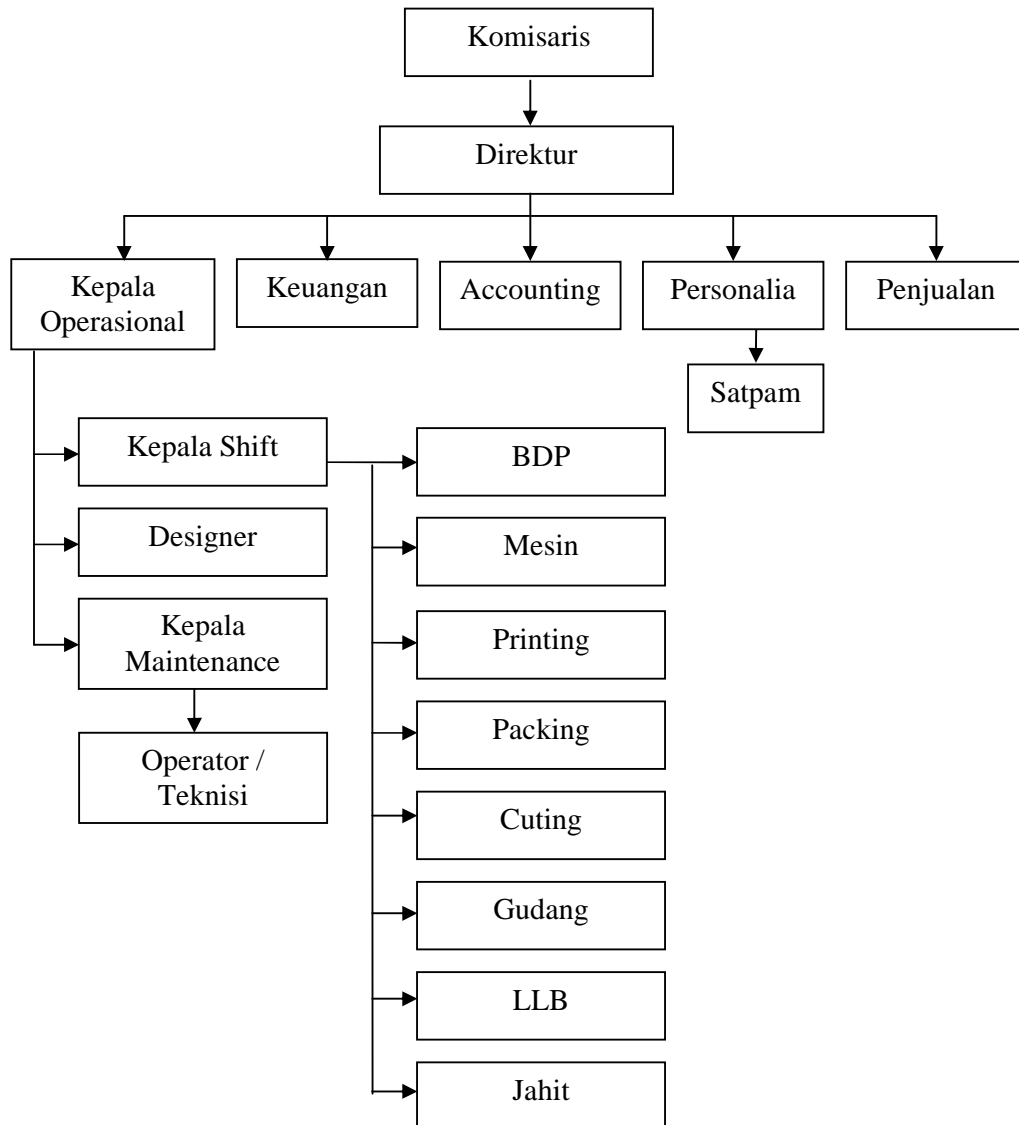 Komisaris
Direktur
Kepala
Operasional
Keuangan
Accounting
Personalia
Penjualan
Satpam
Kepala Shift
BDP
Designer
Mesin
Kepala
Maintenance
Printing
Operator /
Teknisi
Packing
Cuting
Gudang
LLB
Jahit